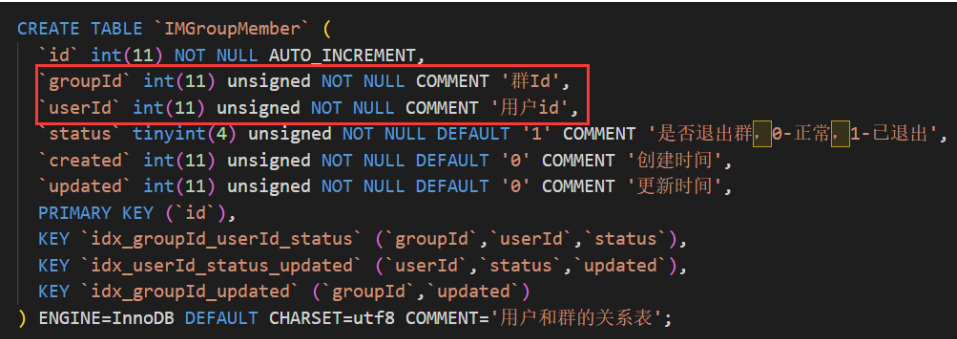 CREATE TABLE `IMGroupMember` (
`id` int(11) NOT NULL AUTO_INCREMENT,
`groupId` int(11) unsigned NOT NULL COMMENT '群Id',
`userId` int(11) unsigned NOT NULL COMMENT '用户id',
`status` tinyint(4) unsigned NOT NULL DEFAULT '1' COMMENT '是否退出群，0-正常，1-已退出',
`created` int(11) unsigned NOT NULL DEFAULT '0' COMMENT '创建时间',
`updated` int(11) unsigned NOT NULL DEFAULT '0' COMMENT '更新时间',
PRIMARY KEY (`id`),
KEY `idx_groupId_userId_status` (`groupId`,`userId`,`status`),
KEY `idx_userId_status_updated` (`userId`,`status`,`updated`),
KEY `idx_groupId_updated` (`groupId`,`updated`)
) ENGINE=InnoDB DEFAULT CHARSET=utf8 COMMENT='用户和群的关系表';